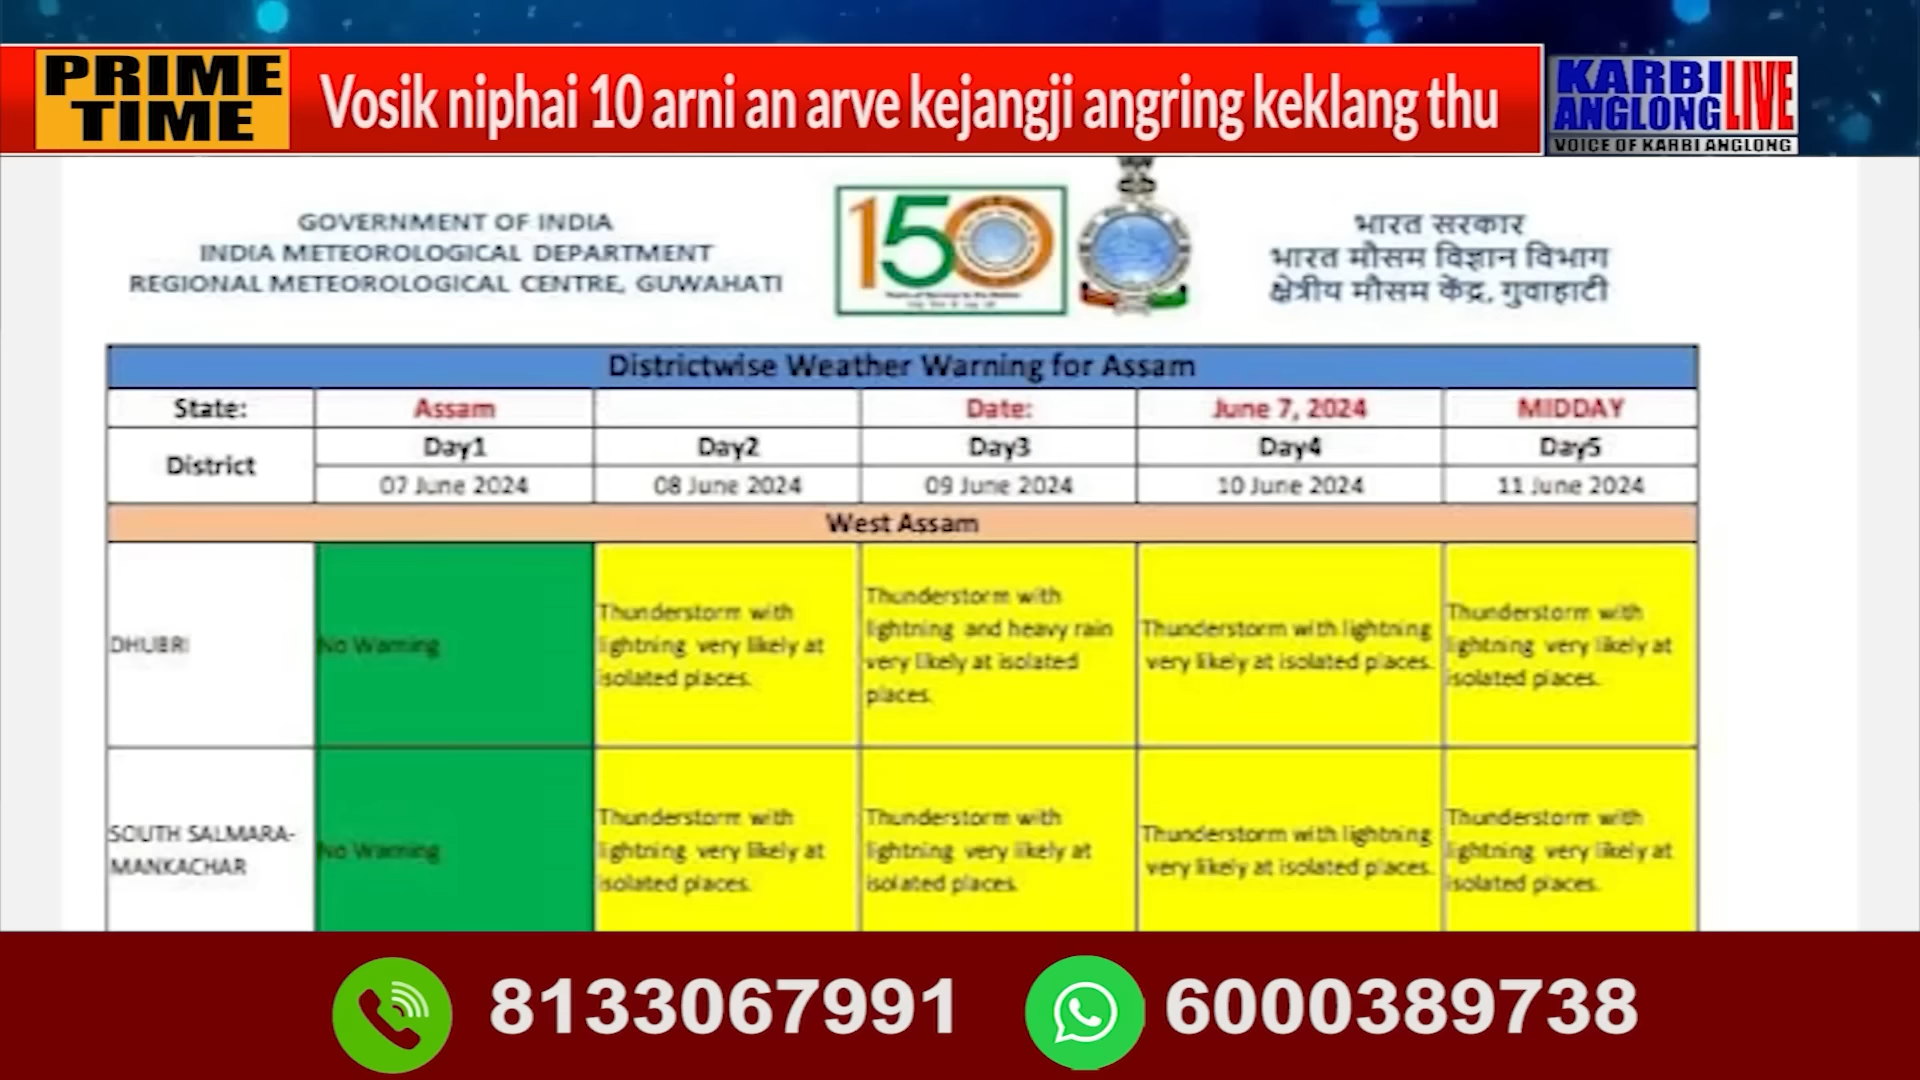 PRIME
TIME
Vosik niphai 10 arni an arve kejangji angring keklang thu
KARBI
ANGLONG LIVE
VOICE OF KARBI ANGLONG
GOVERNMENT OF INDIA
INDIA METEOROLOGICAL DEPARTMENT
REGIONAL METEOROLOGICAL CENTRE, GUWAHATI
150
भारत सरकार
भारत मौसम विज्ञान विभाग
क्षेत्रीय मौसम केंद्र, गुवाहाटी
Districtwise Weather Warning for Assam
State: Assam Date: June 7, 2024 MIDDAY
District
Day1 Day2 Day3 Day4 Day5
07 June 2024 08 June 2024 09 June 2024 10 June 2024 11 June 2024
West Assam
DHUBRI
No Warning
Thunderstorm with
lightning very likely at
isolated places.
Thunderstorm with
lightning and heavy rain
very likely at isolated
places.
Thunderstorm with lightning
very likely at isolated places.
Thunderstorm with
lightning very likely at
isolated places.
SOUTH SALMARA-
MANKACHAR
No Warning
Thunderstorm with
lightning very likely at
isolated places.
Thunderstorm with
lightning very likely at
isolated places.
Thunderstorm with lightning
very likely at isolated places.
Thunderstorm with
lightning very likely at
isolated places.
8133067991
6000389738